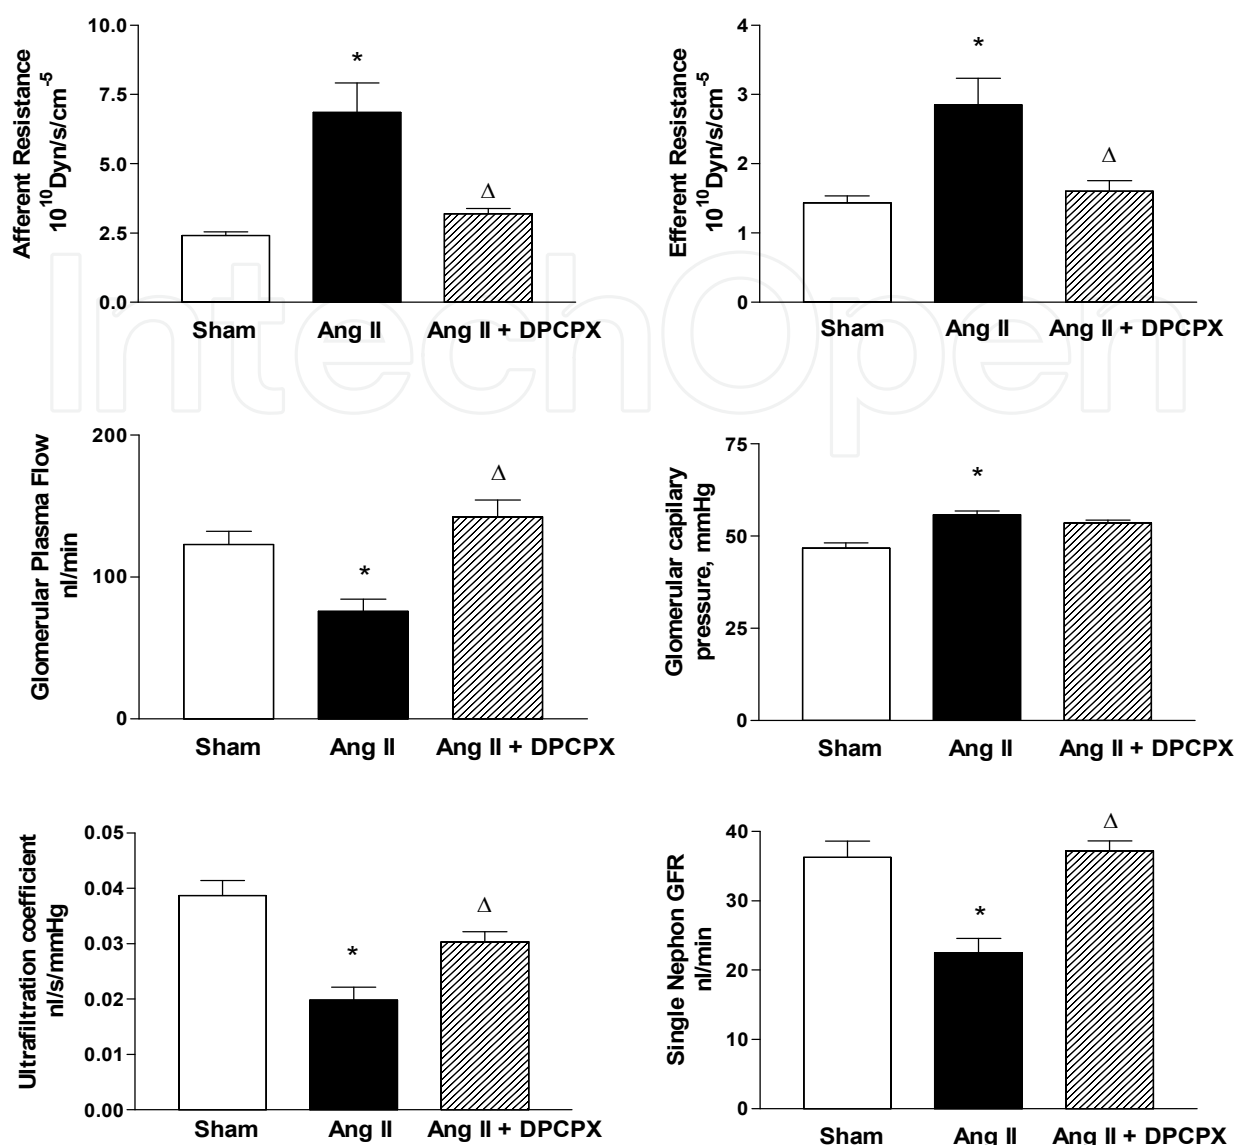 Afferent Resistance
10^10Dyn/s/cm^-5
10.0
7.5
5.0
2.5
0.0
*
Δ
Sham Ang II Ang II + DPCPX
Efferent Resistance
10^10Dyn/s/cm^-5
4
3
2
1
0
*
Δ
Sham Ang II Ang II + DPCPX
IntechOpen
Glomerular Plasma Flow
nl/min
200
100
0
*
Δ
Sham Ang II Ang II + DPCPX
Glomerular capilary
pressure, mmHg
75
50
25
0
*
Sham Ang II Ang II + DPCPX
Ultrafiltration coefficient
nl/s/mmHg
0.05
0.04
0.03
0.02
0.01
0.00
*
Δ
Sham Ang II Ang II + DPCPX
Single Nephon GFR
nl/min
40
30
20
10
0
*
Δ
Sham Ang II Ang II + DPCPX